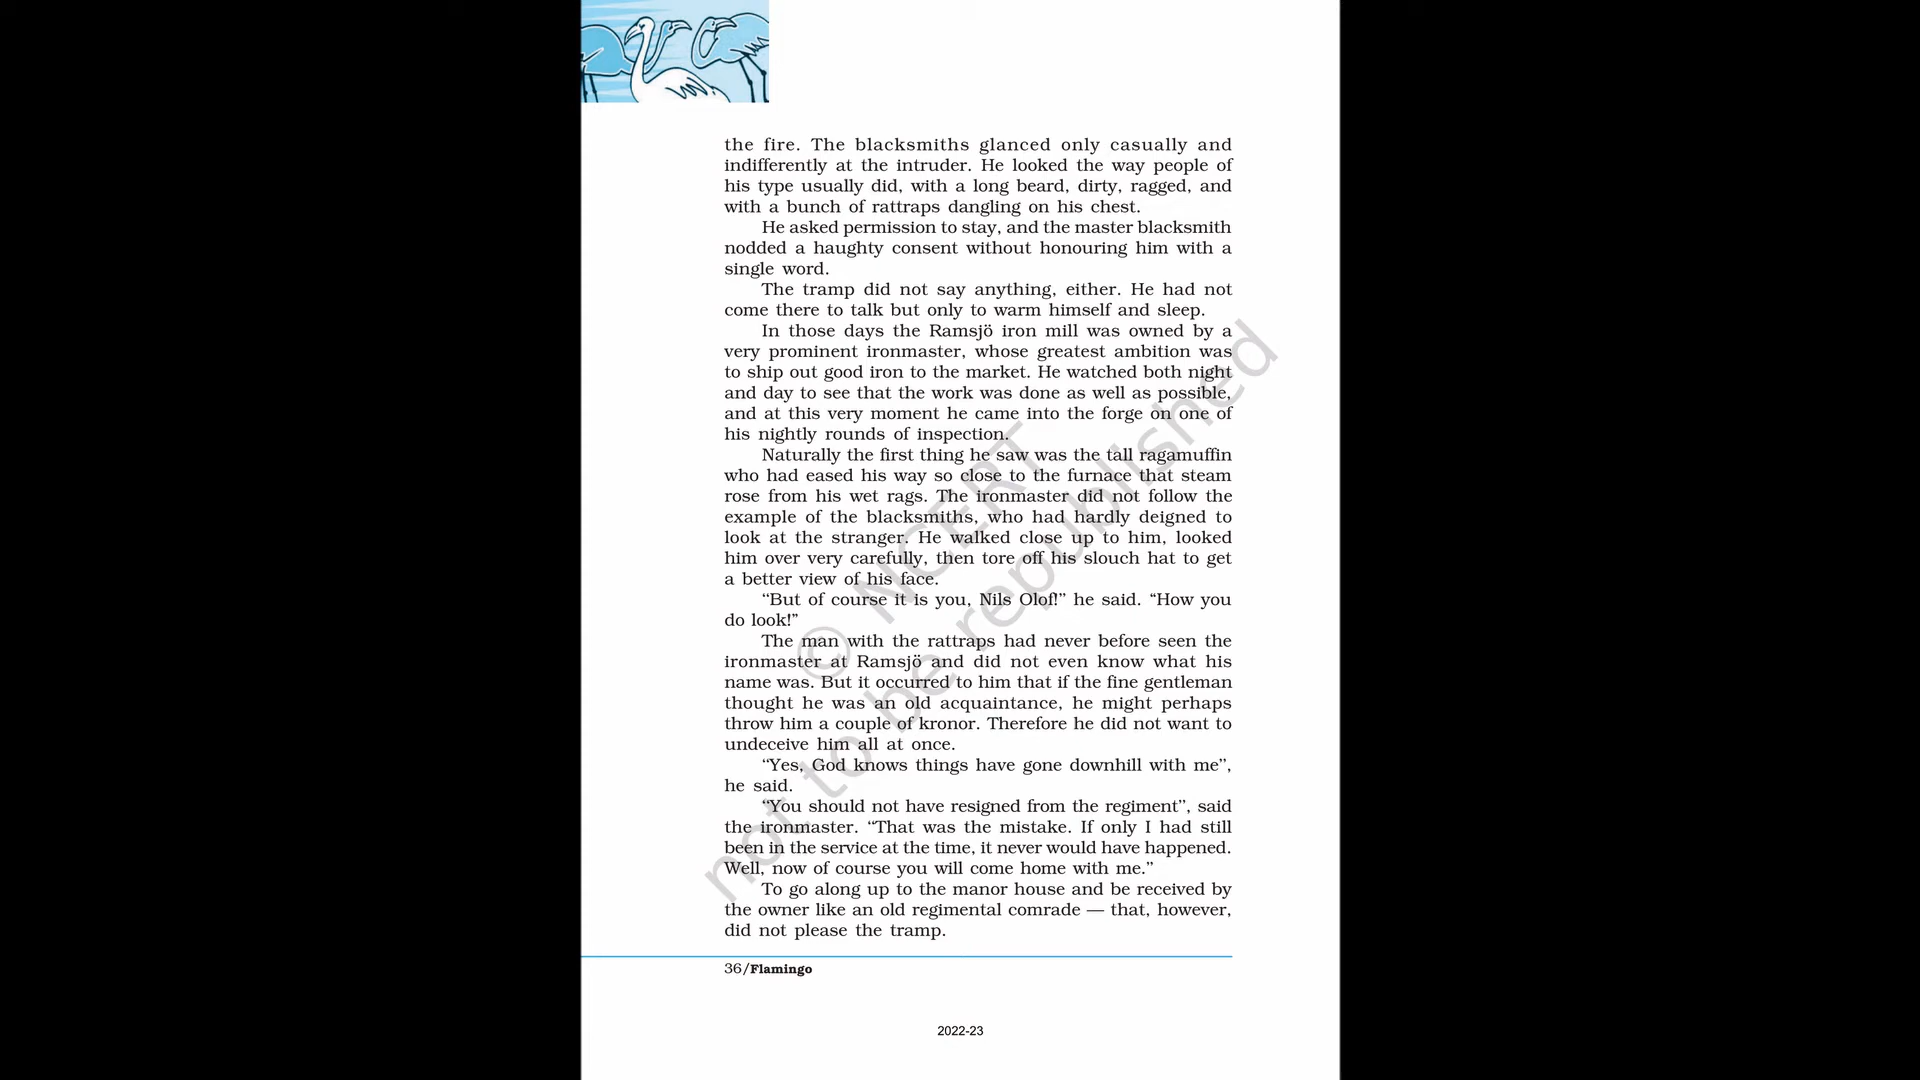 the fire. The blacksmiths glanced only casually and
indifferently at the intruder. He looked the way people of
his type usually did, with a long beard, dirty, ragged, and
with a bunch of rattraps dangling on his chest.
He asked permission to stay, and the master blacksmith
nodded a haughty consent without honouring him with a
single word.
The tramp did not say anything, either. He had not
come there to talk but only to warm himself and sleep.
In those days the Ramsjö iron mill was owned by a
very prominent ironmaster, whose greatest ambition was
to ship out good iron to the market. He watched both night
and day to see that the work was done as well as possible,
and at this very moment he came into the forge on one of
his nightly rounds of inspection.
Naturally the first thing he saw was the tall ragamuffin
who had eased his way so close to the furnace that steam
rose from his wet rags. The ironmaster did not follow the
example of the blacksmiths, who had hardly deigned to
look at the stranger. He walked close up to him, looked
him over very carefully, then tore off his slouch hat to get
a better view of his face.
“But of course it is you, Nils Olof!” he said. “How you
do look!”
The man with the rattraps had never before seen the
ironmaster at Ramsjö and did not even know what his
name was. But it occurred to him that if the fine gentleman
thought he was an old acquaintance, he might perhaps
throw him a couple of kronor. Therefore he did not want to
undeceive him all at once.
“Yes, God knows things have gone downhill with me”,
he said.
“You should not have resigned from the regiment”, said
the ironmaster. “That was the mistake. If only I had still
been in the service at the time, it never would have happened.
Well, now of course you will come home with me.”
To go along up to the manor house and be received by
the owner like an old regimental comrade — that, however,
did not please the tramp.
36/Flamingo
2022-23
© NCERT
not to be republished